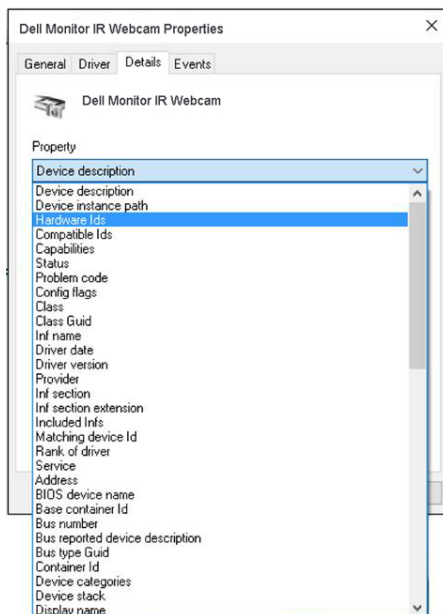 Dell Monitor IR Webcam Properties
General Driver Details Events
Dell Monitor IR Webcam
Property
Device description
Device description
Device instance path
Hardware Ids
Compatible Ids
Capabilities
Status
Problem code
Config flags
Class
Class Guid
Inf name
Driver date
Driver version
Provider
Inf section
Inf section extension
Included Infs
Matching device Id
Rank of driver
Service
Address
BIOS device name
Base container Id
Bus number
Bus reported device description
Bus type Guid
Container Id
Device categories
Device stack
Display name